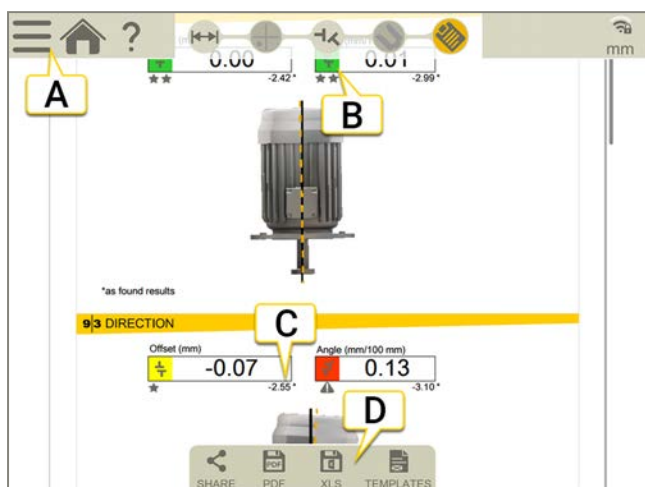 ?
mm
0.00
0.01
-2.42 *
-2.99 *
A
B
*as found results
9|3 DIRECTION
C
Offset (mm)
Angle (mm/100 mm)
-0.07
0.13
-2.55 *
-3.10 *
D
PDF
SHARE
PDF
XLS
TEMPLATES